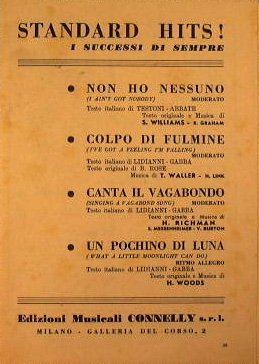 STANDARD HITS!
I SUCCESSI DI SEMPRE
● NON HO NESSUNO
(I AIN'T GOT NOBODY) MODERATO
Testo italiano di TESTONI - ABBATE
Testo originale e Musica di
S. WILLIAMS - R. GRAHAM
● COLPO DI FULMINE
(I'VE GOT A FEELING I'M FALLING) MODERATO
Testo italiano di LIDIANNI - GABBA
Testo originale di B. ROSE
Musica di T. WALLER - H. LINK
● CANTA IL VAGABONDO
(SINGING A VAGABOND SONG) MODERATO
Testo italiano di LIDIANNI - GABBA
Testo originale e Musica di
H. RICHMAN
S. MESSENHEIMER - V. BURTON
● UN POCHINO DI LUNA
(WHAT A LITTLE MOONLIGHT CAN DO)
RITMO ALLEGRO
Testo italiano di LIDIANNI - GABBA
Testo originale e Musica di
H. WOODS
Edizioni Musicali CONNELLY s.r.l.
MILANO - GALLERIA DEL CORSO, 2